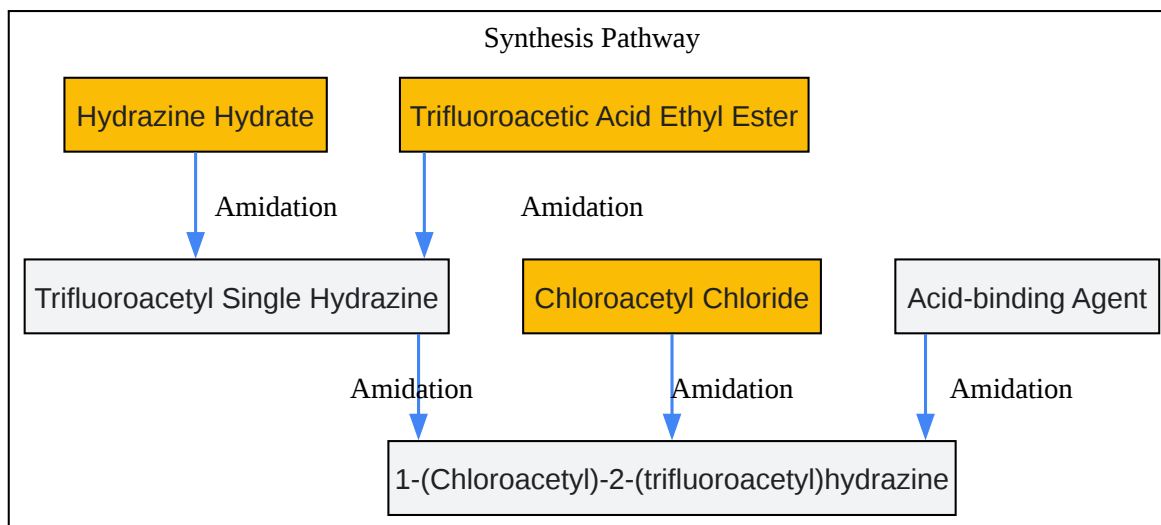 Synthesis Pathway
Hydrazine Hydrate
Trifluoroacetic Acid Ethyl Ester
Amidation
Amidation
Trifluoroacetyl Single Hydrazine
Chloroacetyl Chloride
Acid-binding Agent
Amidation
Amidation
Amidation
1-(Chloroacetyl)-2-(trifluoroacetyl)hydrazine